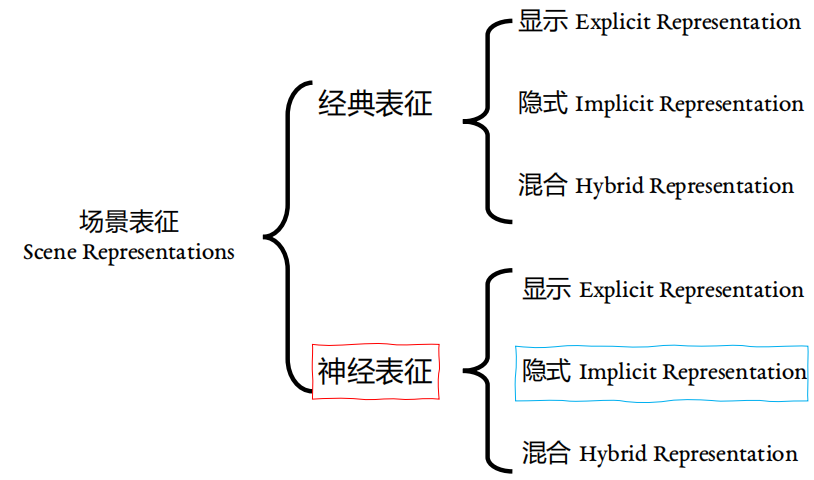 场景表征
Scene Representations
经典表征
显示 Explicit Representation
隐式 Implicit Representation
混合 Hybrid Representation
神经表征
显示 Explicit Representation
隐式 Implicit Representation
混合 Hybrid Representation